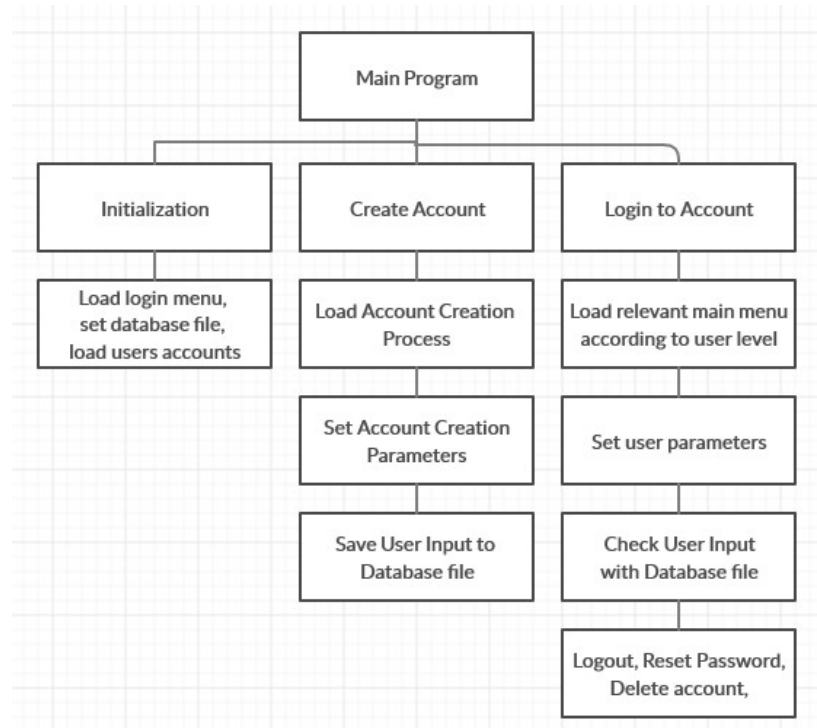 Main Program
Initialization
Create Account
Login to Account
Load login menu,
set database file,
load users accounts
Load Account Creation
Process
Load relevant main menu
according to user level
Set Account Creation
Parameters
Set user parameters
Save User Input to
Database file
Check User Input
with Database file
Logout, Reset Password,
Delete account,